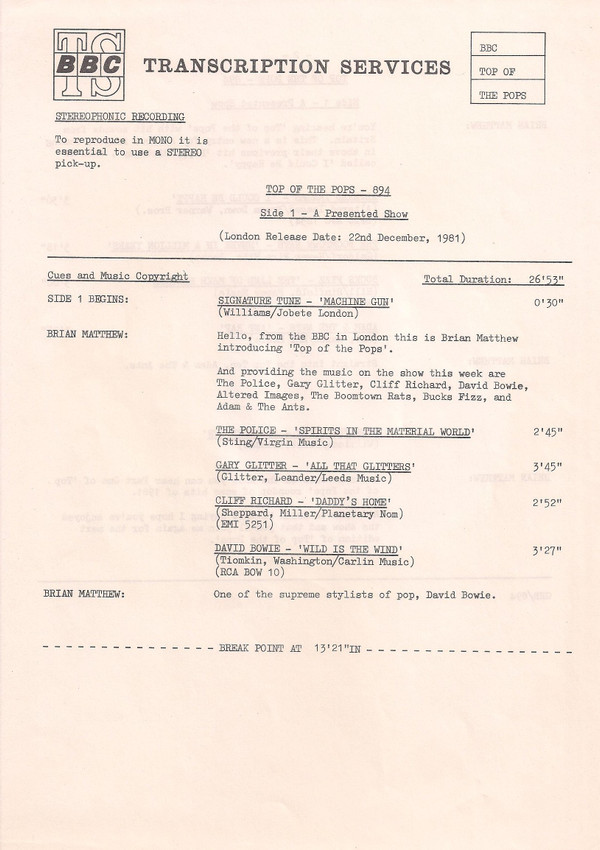 TS
BBC
TS
TRANSCRIPTION SERVICES
BBC
TOP OF
THE POPS
STEREOPHONIC RECORDING
To reproduce in MONO it is
essential to use a STEREO
pick-up.
TOP OF THE POPS - 894
Side 1 - A Presented Show
(London Release Date: 22nd December, 1981)
Cues and Music Copyright Total Duration: 26'53"
SIDE 1 BEGINS: SIGNATURE TUNE - 'MACHINE GUN' 0'30"
(Williams/Jobete London)
BRIAN MATTHEW: Hello, from the BBC in London this is Brian Matthew
introducing 'Top of the Pops'.
And providing the music on the show this week are
The Police, Gary Glitter, Cliff Richard, David Bowie,
Altered Images, The Boomtown Rats, Bucks Fizz, and
Adam & The Ants.
THE POLICE - 'SPIRITS IN THE MATERIAL WORLD' 2'45"
(Sting/Virgin Music)
GARY GLITTER - 'ALL THAT GLITTERS' 3'45"
(Glitter, Leander/Leeds Music)
CLIFF RICHARD - 'DADDY'S HOME' 2'52"
(Sheppard, Miller/Planetary Nom)
(EMI 5251)
DAVID BOWIE - 'WILD IS THE WIND' 3'27"
(Tiomkin, Washington/Carlin Music)
(RCA BOW 10)
BRIAN MATTHEW: One of the supreme stylists of pop, David Bowie.
- - - - - - - - - - - - - - - - BREAK POINT AT 13'21"IN - - - - - - - - - - - - - - - - - - -